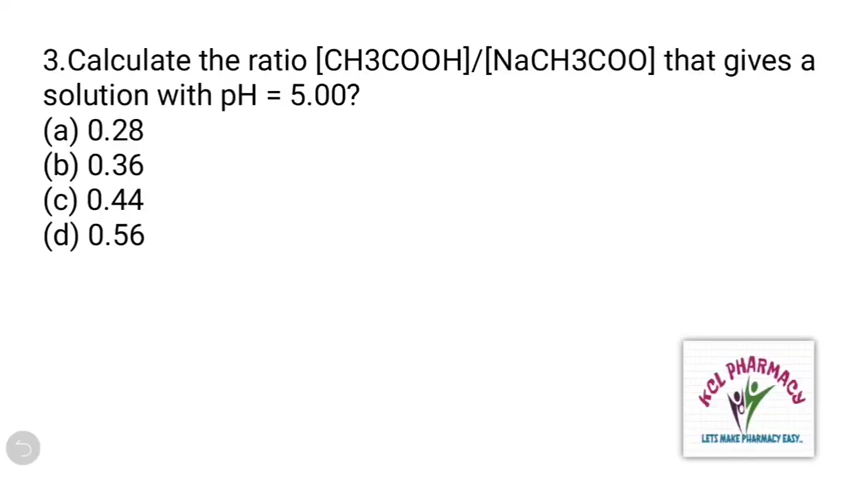 3.Calculate the ratio [CH3COOH]/[NaCH3COO] that gives a
solution with pH = 5.00?
(a) 0.28
(b) 0.36
(c) 0.44
(d) 0.56
KCL PHARMACY
LETS MAKE PHARMACY EASY..